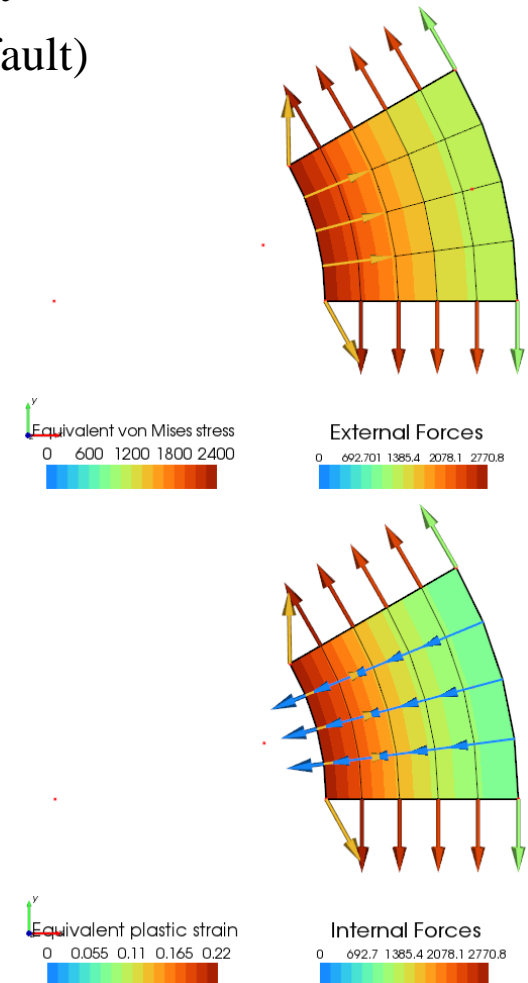 fault)
y
Equivalent von Mises stress
0 600 1200 1800 2400
External Forces
0 692.701 1385.4 2078.1 2770.8
y
Equivalent plastic strain
0 0.055 0.11 0.165 0.22
Internal Forces
0 692.7 1385.4 2078.1 2770.8